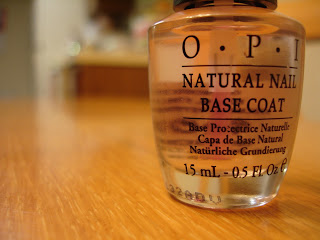 O·P·I
NATURAL NAIL
BASE COAT
Base Protectrice Naturelle
Capa de Base Natural
Natürliche Grundierung
15 mL - 0.5 Fl Oz e